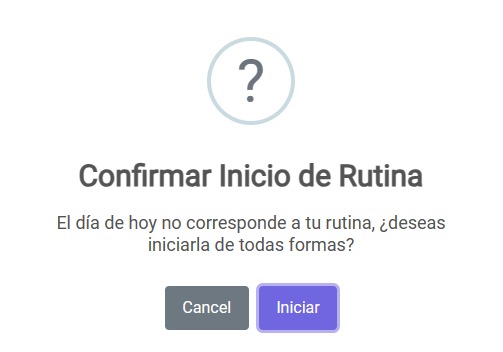 ?
Confirmar Inicio de Rutina
El día de hoy no corresponde a tu rutina, ¿deseas
iniciarla de todas formas?
Cancel Iniciar